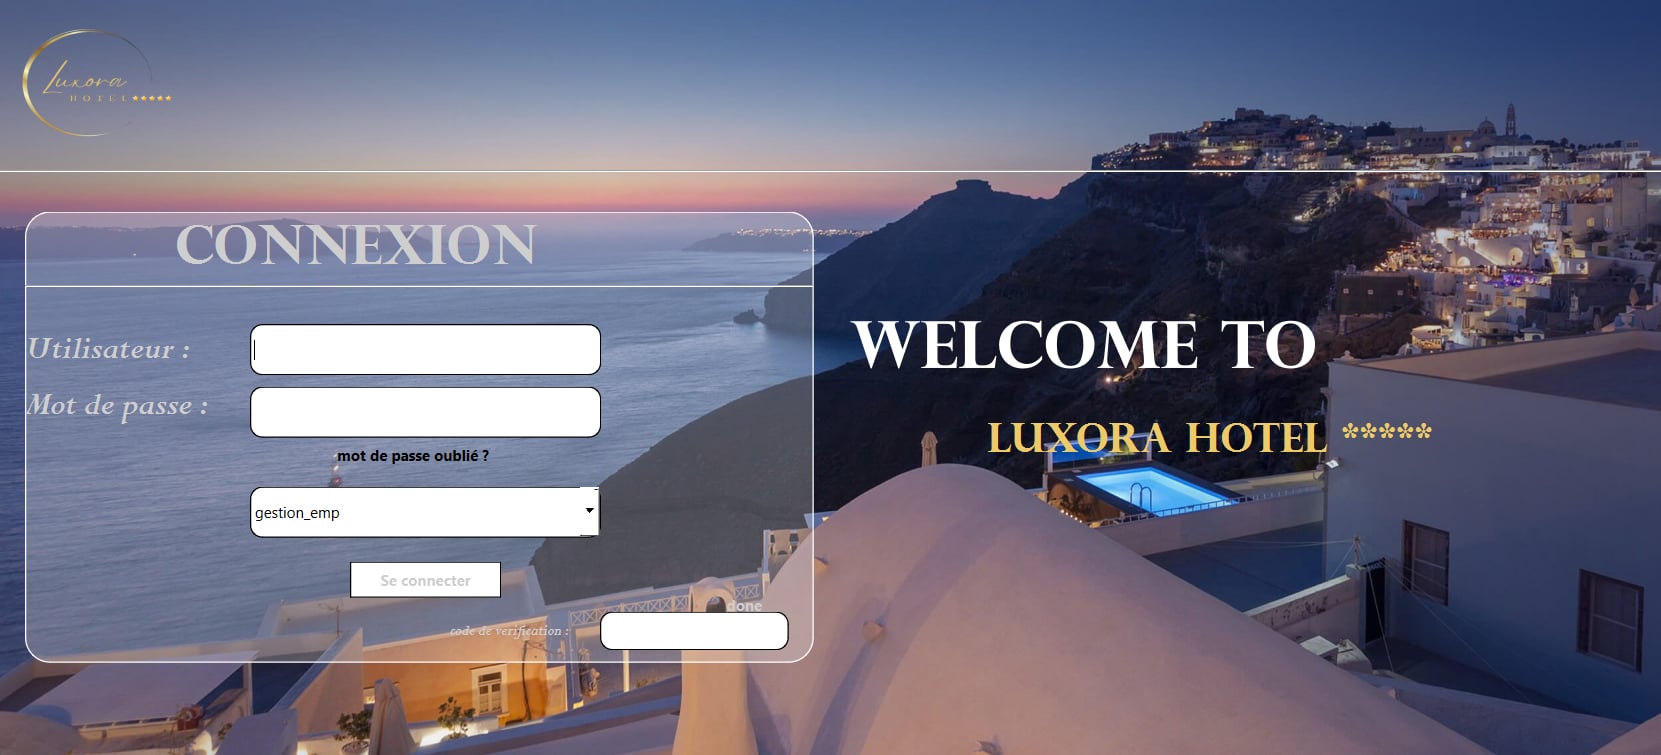 Luxora
HOTEL ★★★★★
CONNEXION
Utilisateur :
Mot de passe :
mot de passe oublié ?
gestion_emp
Se connecter
done
code de verification :
WELCOME TO
LUXORA HOTEL *****